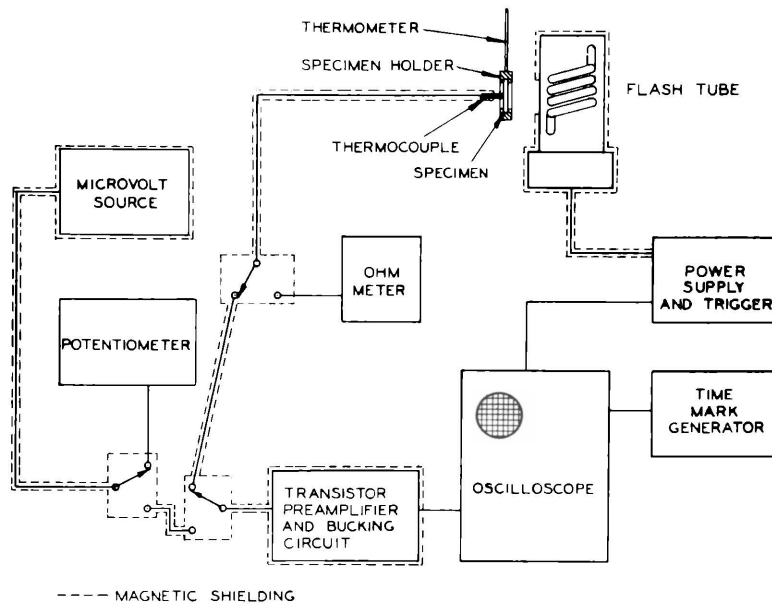 THERMOMETER
SPECIMEN HOLDER
FLASH TUBE
THERMOCOUPLE
SPECIMEN
MICROVOLT
SOURCE
OHM
METER
POWER
SUPPLY
AND TRIGGER
POTENTIOMETER
TIME
MARK
GENERATOR
OSCILLOSCOPE
TRANSISTOR
PREAMPLIFIER
AND BUCKING
CIRCUIT
---- MAGNETIC SHIELDING